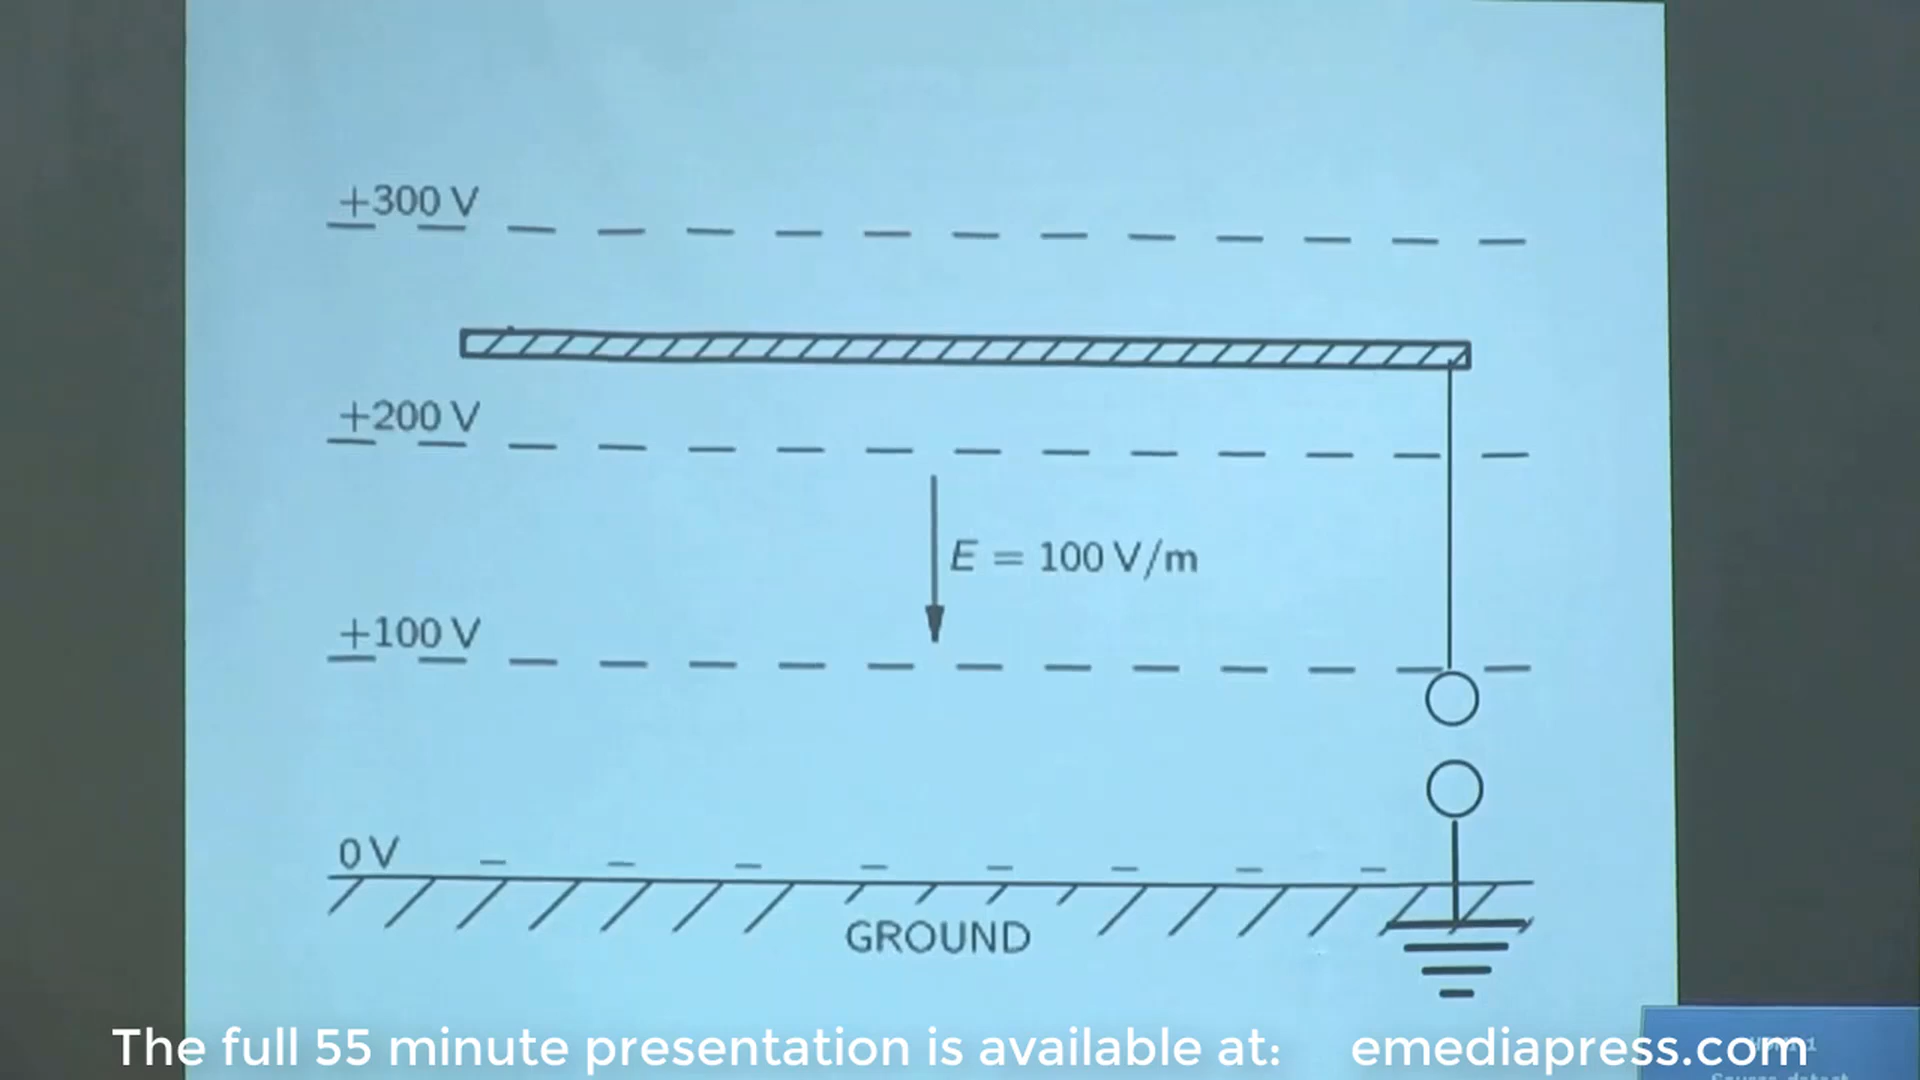 +300 V
+200 V
E = 100 V/m
+100 V
0 V
GROUND
The full 55 minute presentation is available at: emediapress.com